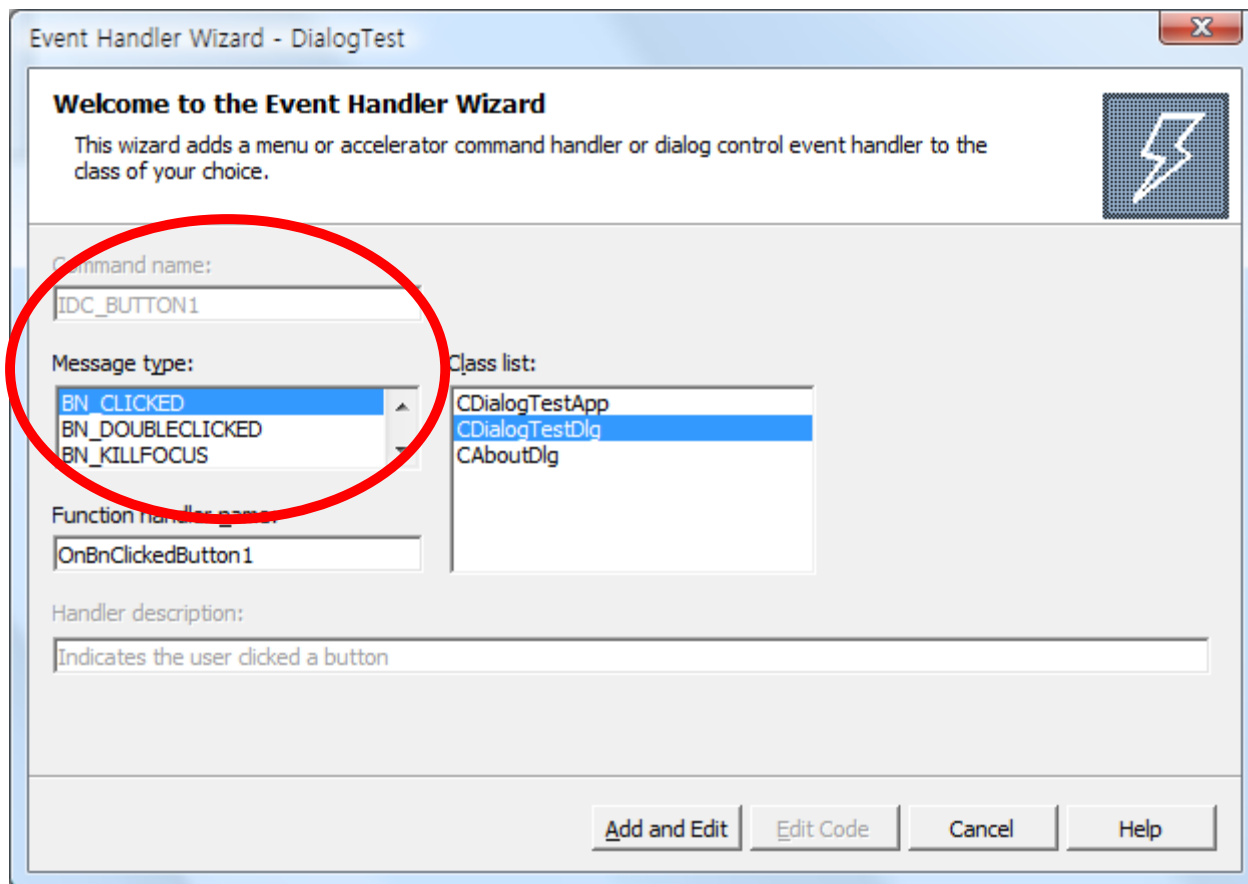 Event Handler Wizard - DialogTest
Welcome to the Event Handler Wizard
This wizard adds a menu or accelerator command handler or dialog control event handler to the
class of your choice.
Command name:
IDC_BUTTON1
Message type:
BN_CLICKED
BN_DOUBLECLICKED
BN_KILLFOCUS
Class list:
CDialogTestApp
CDialogTestDlg
CAboutDlg
Function handler name:
OnBnClickedButton1
Handler description:
Indicates the user clicked a button
Add and Edit
Edit Code
Cancel
Help